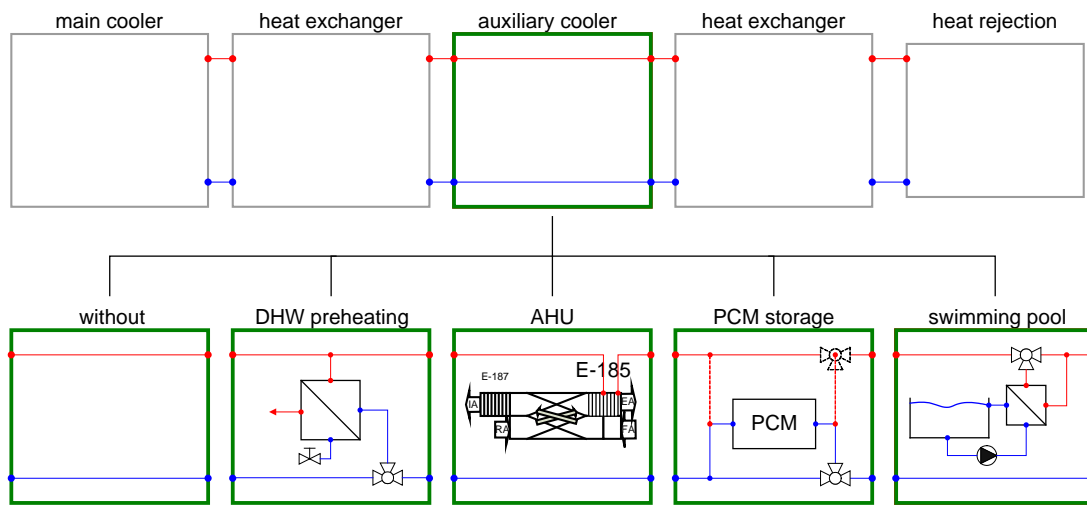 main cooler
heat exchanger
auxiliary cooler
heat exchanger
heat rejection
without
DHW preheating
AHU
PCM storage
swimming pool
E-187
E-185
IA
EA
RA
FA
PCM